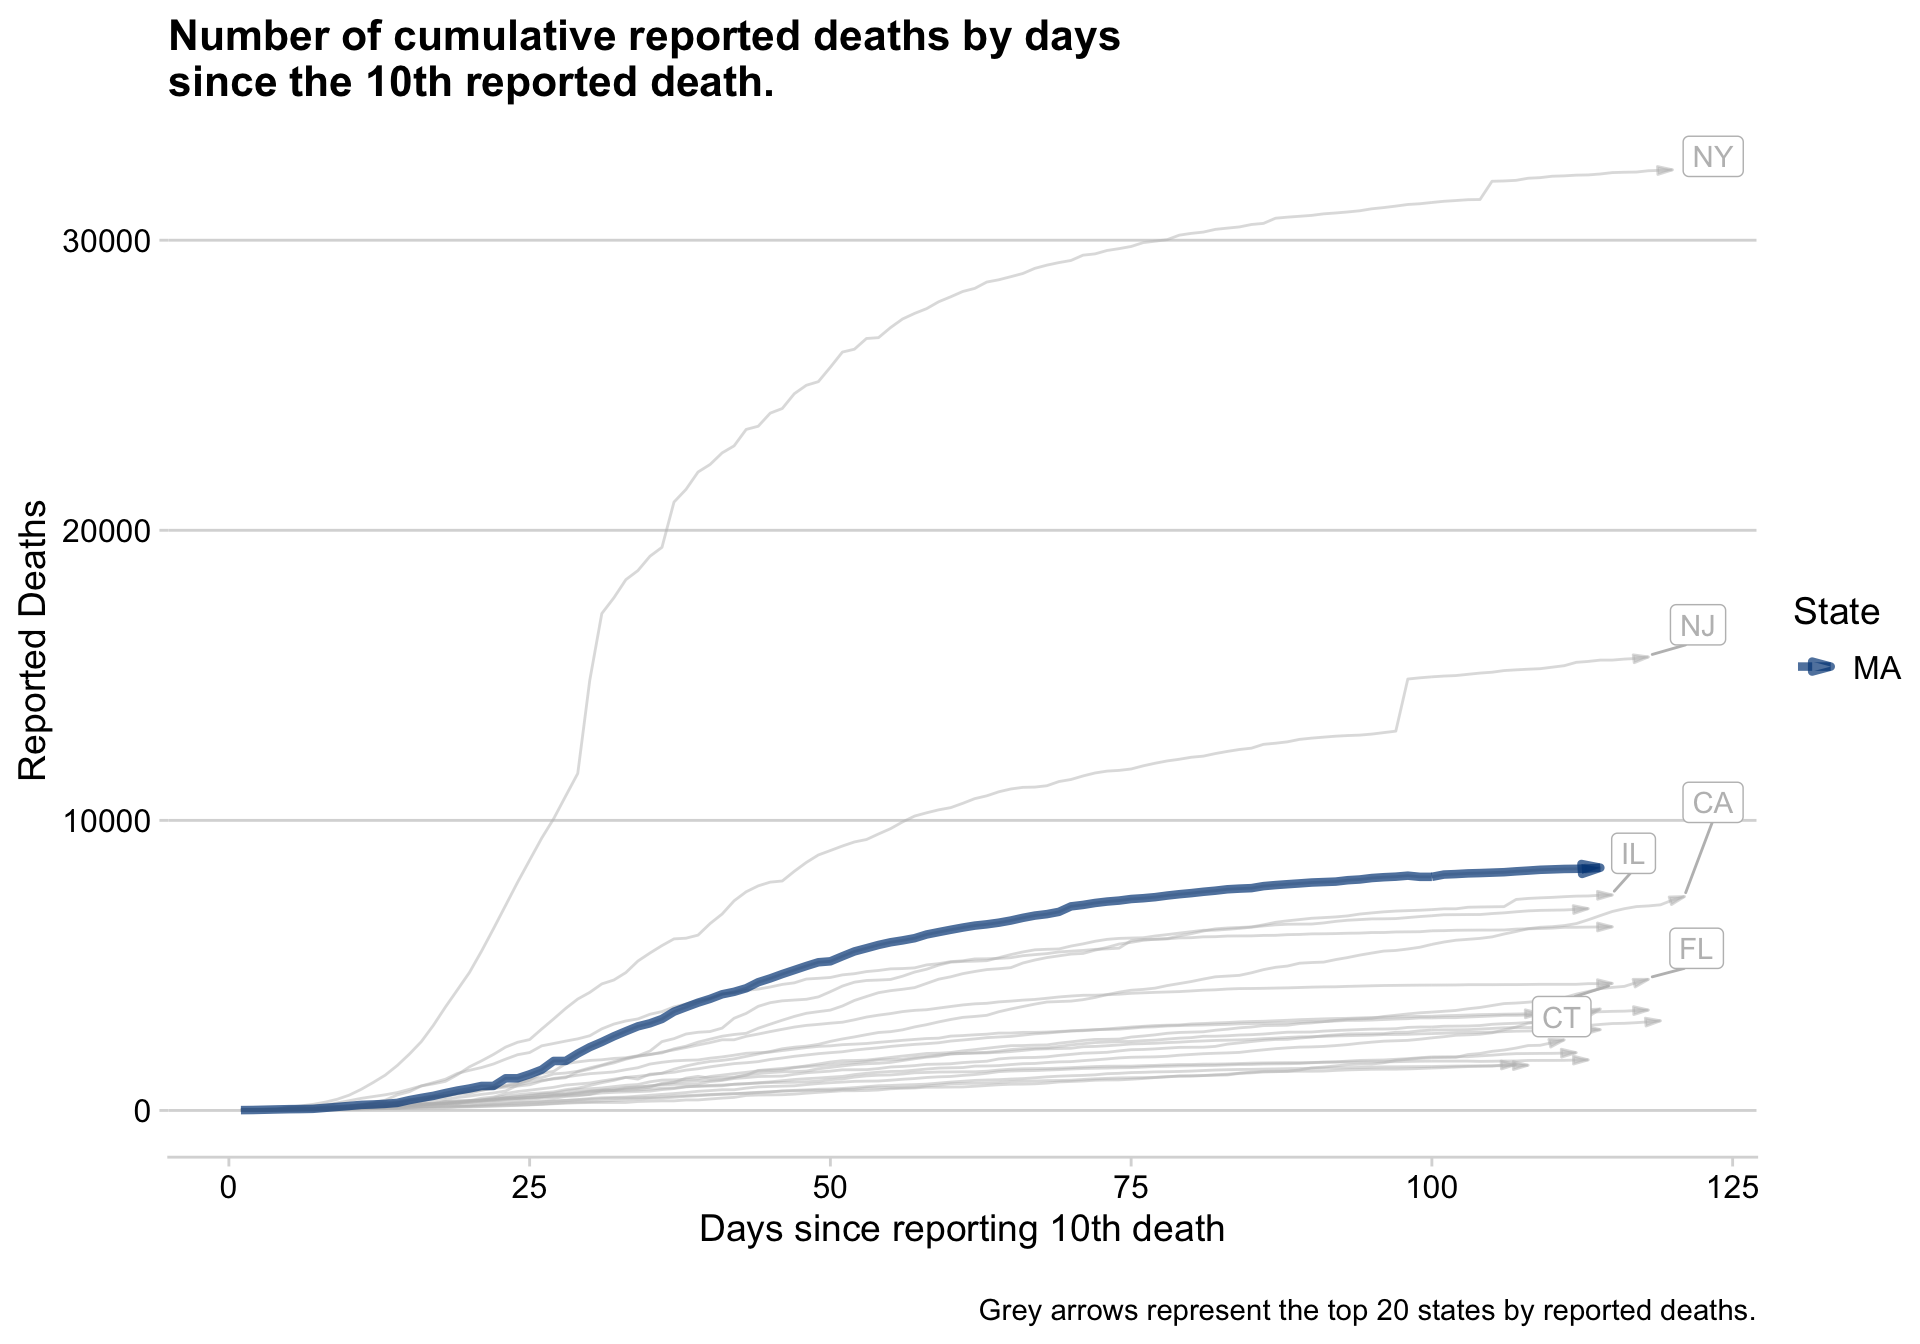 Number of cumulative reported deaths by days
since the 10th reported death.
NY
30000
20000
NJ
State
MA
Reported Deaths
10000
CA
IL
FL
CT
0
0 25 50 75 100 125
Days since reporting 10th death
Grey arrows represent the top 20 states by reported deaths.